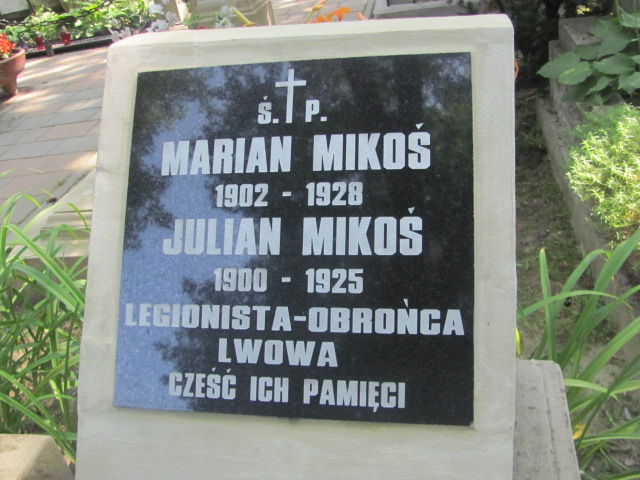 Ś. P.
MARIAN MIKOŚ
1902 - 1928
JULIAN MIKOŚ
1900 - 1925
LEGIONISTA-OBROŃCA
LWOWA
CZEŚĆ ICH PAMIĘCI